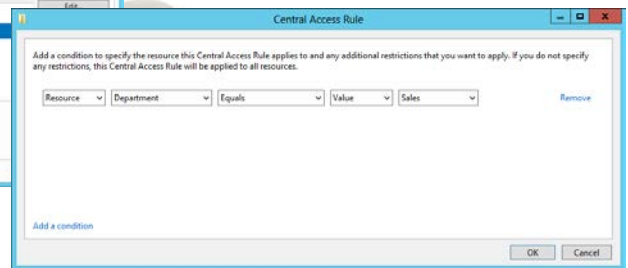 Edit...
Central Access Rule
Add a condition to specify the resource this Central Access Rule applies to and any additional restrictions that you want to apply. If you do not specify
any restrictions, this Central Access Rule will be applied to all resources.
Resource Department Equals Value Sales Remove
Add a condition
OK Cancel